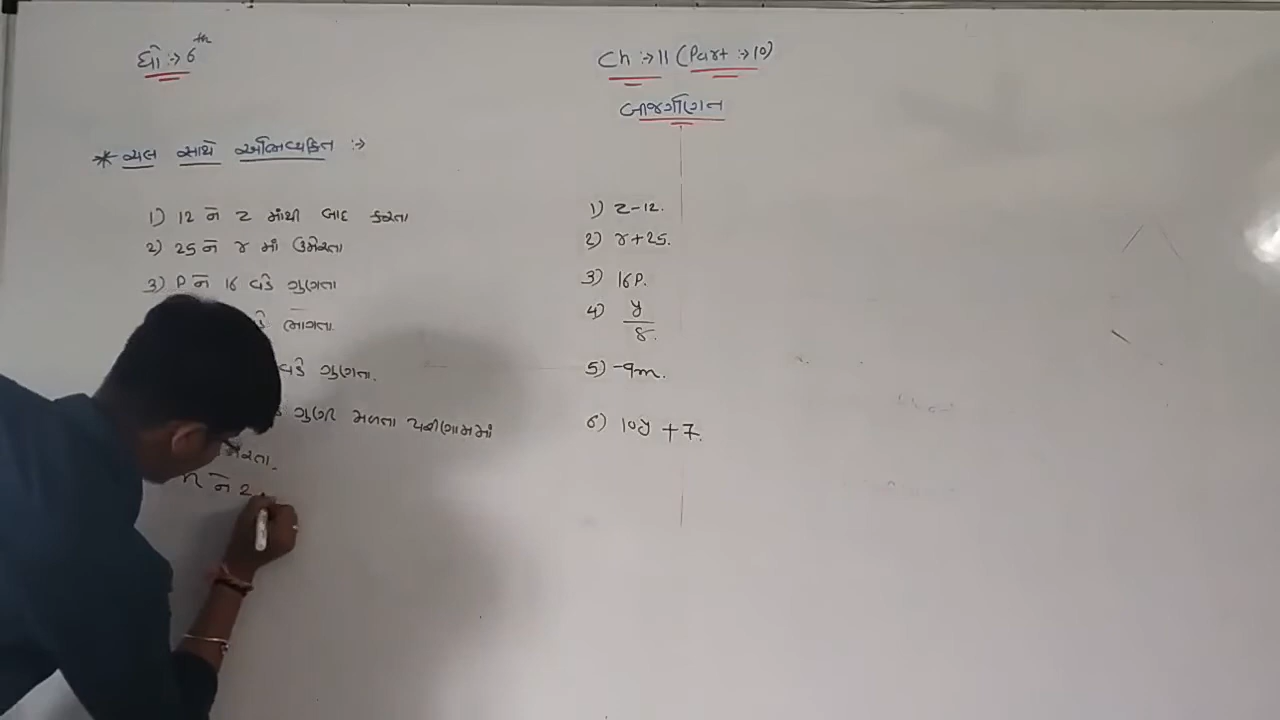 ધો :-> 6th
Ch :-> 11 (Part :-> 10)
બીજગણિત
* ચલ સાથે અભિવ્યક્તિ :->
1) 12 ને z માંથી બાદ કરતા
2) 25 ને r માં ઉમેરતા
3) P ને 16 વડે ગુણતા
ભાગતા.
વડે ગુણતા.
ગુણી મળતા પરીણામમાં
n ને 2
1) z-12.
2) r+25.
3) 16P.
4) y/8.
5) -9m.
6) 10y +7.